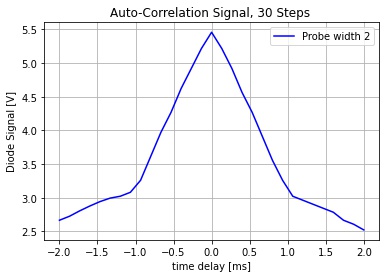 Auto-Correlation Signal, 30 Steps
Probe width 2
Diode Signal [V]
5.5
5.0
4.5
4.0
3.5
3.0
2.5
−2.0 −1.5 −1.0 −0.5 0.0 0.5 1.0 1.5 2.0
time delay [ms]